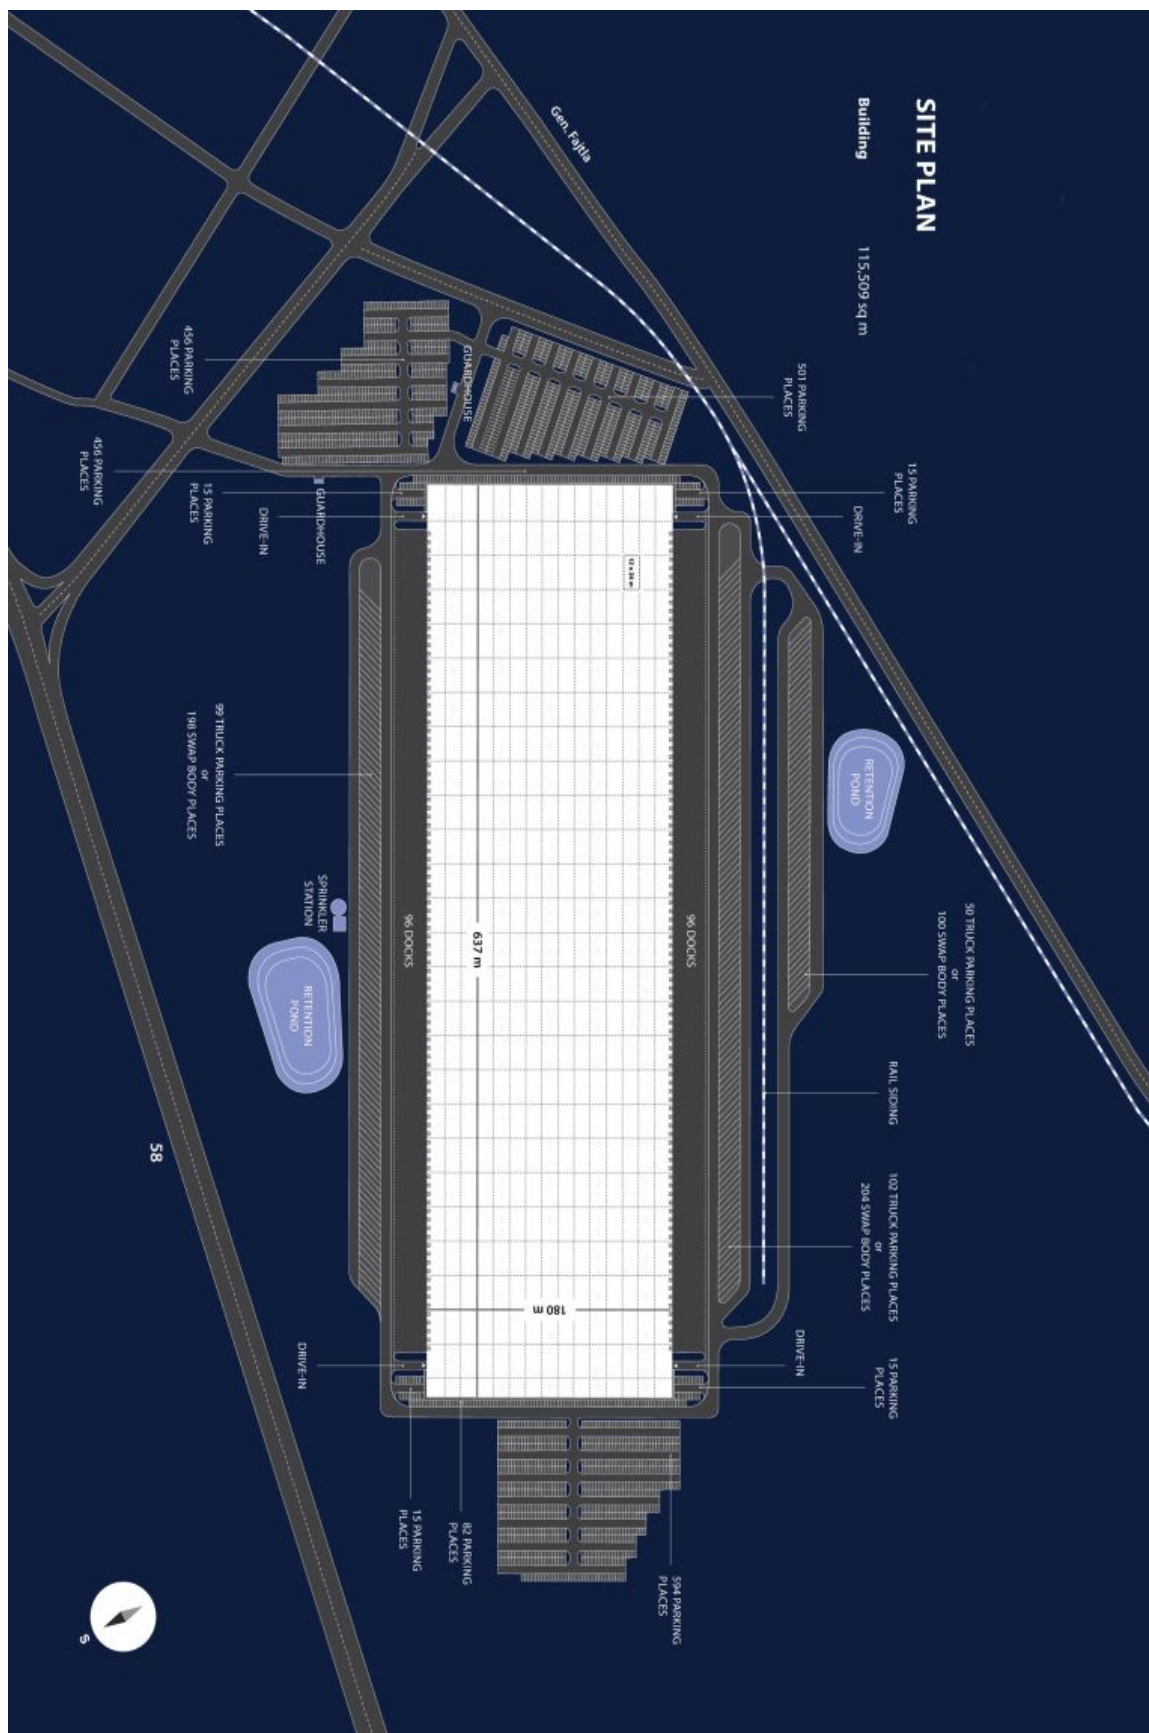 SITE PLAN
Building 115,509 sq m
Gen. Fajtla
501 PARKING
PLACES
456 PARKING
PLACES
GUARDHOUSE
456 PARKING
PLACES
15 PARKING
PLACES
GUARDHOUSE
DRIVE-IN
15 PARKING
PLACES
DRIVE-IN
12 x 24 m
RETENTION
POND
99 TRUCK PARKING PLACES
or
198 SWAP BODY PLACES
SPRINKLER
STATION
RETENTION
POND
96 DOCKS
637 m
96 DOCKS
50 TRUCK PARKING PLACES
or
100 SWAP BODY PLACES
RAIL SIDING
102 TRUCK PARKING PLACES
or
204 SWAP BODY PLACES
58
180 m
DRIVE-IN
DRIVE-IN
15 PARKING
PLACES
15 PARKING
PLACES
82 PARKING
PLACES
594 PARKING
PLACES
S